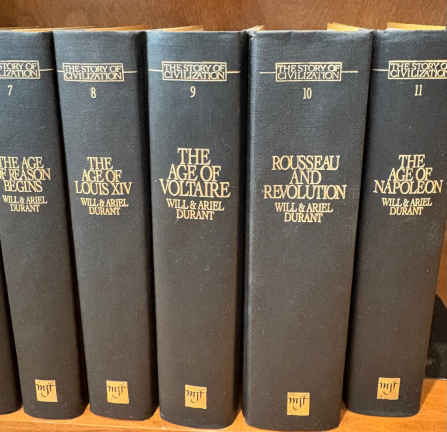 THE STORY OF
CIVILIZATION
7
THE AGE
OF REASON
BEGINS
WILL & ARIEL
DURANT
mjf
THE STORY OF
CIVILIZATION
8
THE
AGE OF
LOUIS XIV
WILL & ARIEL
DURANT
mjf
THE STORY OF
CIVILIZATION
9
THE
AGE OF
VOLTAIRE
WILL & ARIEL
DURANT
mjf
THE STORY OF
CIVILIZATION
10
ROUSSEAU
AND
REVOLUTION
WILL & ARIEL
DURANT
mjf
THE STORY OF
CIVILIZATION
11
THE
AGE OF
NAPOLEON
WILL & ARIEL
DURANT
mjf